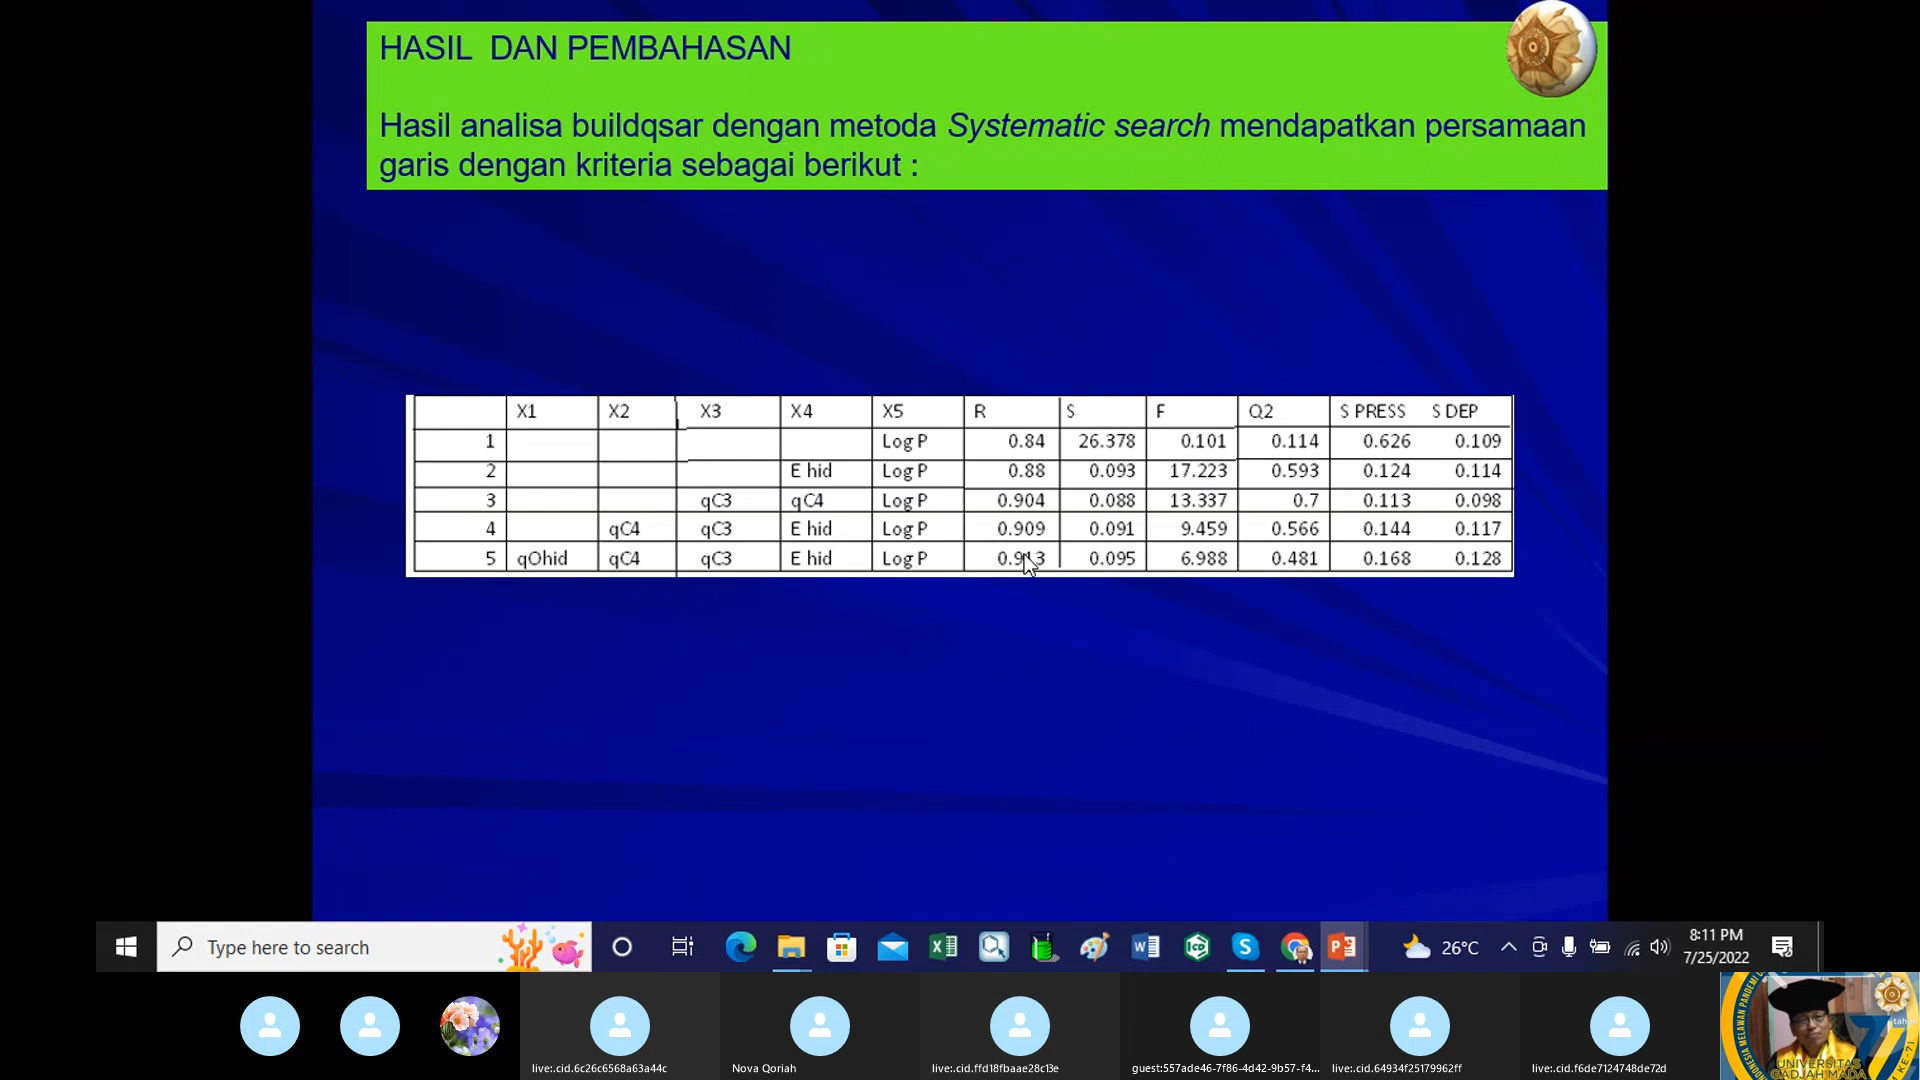 HASIL DAN PEMBAHASAN
Hasil analisa buildqsar dengan metoda Systematic search mendapatkan persamaan
garis dengan kriteria sebagai berikut :
X1 X2 X3 X4 X5 R S F Q2 S PRESS S DEP
1 Log P 0.84 26.378 0.101 0.114 0.626 0.109
2 E hid Log P 0.88 0.093 17.223 0.593 0.124 0.114
3 qC3 qC4 Log P 0.904 0.088 13.337 0.7 0.113 0.098
4 qC4 qC3 E hid Log P 0.909 0.091 9.459 0.566 0.144 0.117
5 qOhid qC4 qC3 E hid Log P 0.913 0.095 6.988 0.481 0.168 0.128
Type here to search
26°C
8:11 PM
7/25/2022
live:.cid.6c26c6568a63a44c
Nova Qoriah
live:.cid.ffd18fbaae28c13e
guest:557ade46-7f86-4d42-9b57-f4...
live:.cid.64934f25179962ff
live:.cid.f6de7124748de72d
UNIVERSITAS
GADJAH MADA